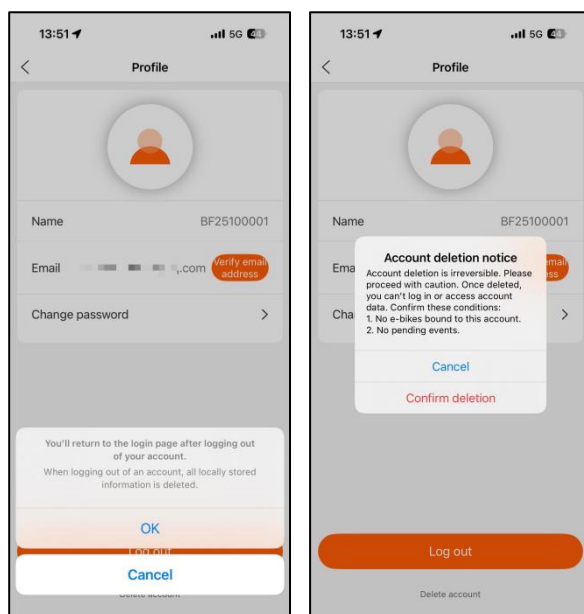 13:51
5G
Profile
Name BF25100001
Email .com Verify email
address
Change password
You'll return to the login page after logging out
of your account.
When logging out of an account, all locally stored
information is deleted.
OK
Log out
Cancel
Delete account
13:51
5G
Profile
Name BF25100001
Account deletion notice
Account deletion is irreversible. Please
proceed with caution. Once deleted,
you can't log in or access account
data. Confirm these conditions:
1. No e-bikes bound to this account.
2. No pending events.
Cancel
Confirm deletion
Log out
Delete account